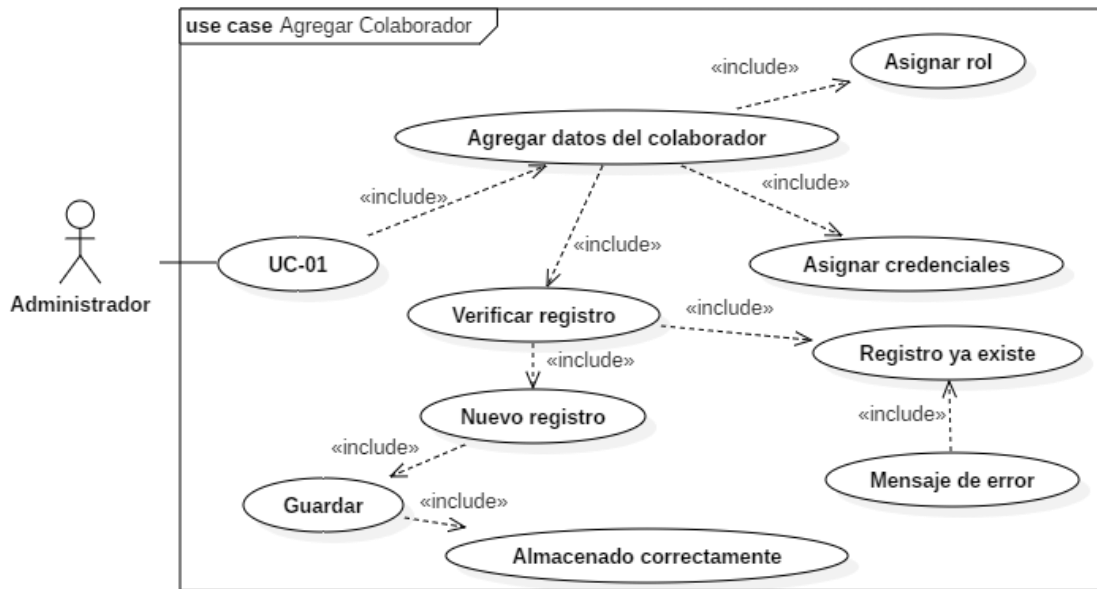 use case Agregar Colaborador
«include»
Asignar rol
Agregar datos del colaborador
«include»
«include»
«include»
Administrador
UC-01
Asignar credenciales
Verificar registro
«include»
Registro ya existe
«include»
Nuevo registro
«include»
«include»
Mensaje de error
Guardar
«include»
Almacenado correctamente